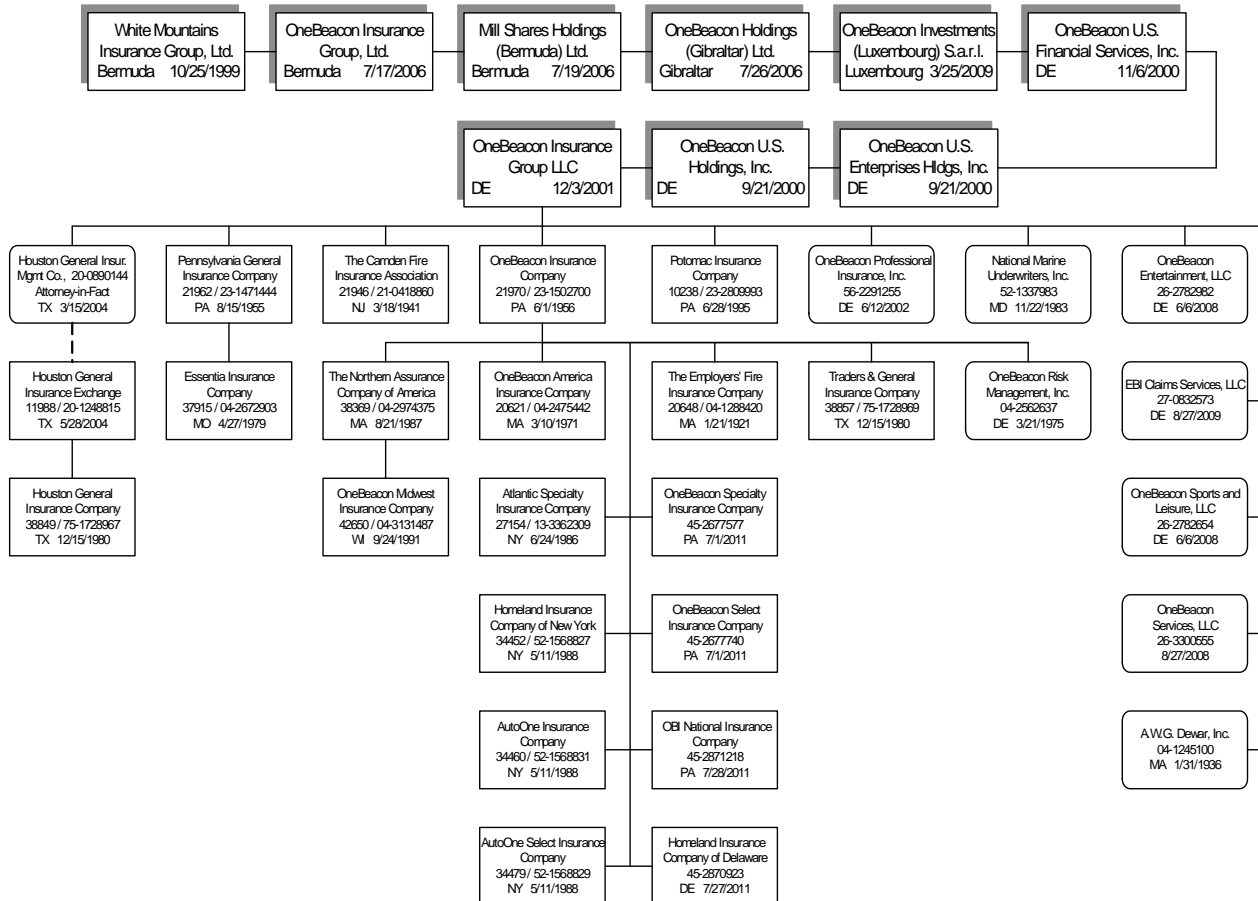 White Mountains
Insurance Group, Ltd.
Bermuda 10/25/1999
OneBeacon Insurance
Group, Ltd.
Bermuda 7/17/2006
Mill Shares Holdings
(Bermuda) Ltd.
Bermuda 7/19/2006
OneBeacon Holdings
(Gibraltar) Ltd.
Gibraltar 7/26/2006
OneBeacon Investments
(Luxembourg) S.a.r.l.
Luxembourg 3/25/2009
OneBeacon U.S.
Financial Services, Inc.
DE 11/6/2000
OneBeacon Insurance
Group LLC
DE 12/3/2001
OneBeacon U.S.
Holdings, Inc.
DE 9/21/2000
OneBeacon U.S.
Enterprises Hldgs, Inc.
DE 9/21/2000
Houston General Insur.
Mgmt Co., 20-0890144
Attorney-in-Fact
TX 3/15/2004
Pennsylvania General
Insurance Company
21962 / 23-1471444
PA 8/15/1955
The Camden Fire
Insurance Association
21946 / 21-0418860
NJ 3/18/1941
OneBeacon Insurance
Company
21970 / 23-1502700
PA 6/1/1956
Potomac Insurance
Company
10238 / 23-2809993
PA 6/28/1995
OneBeacon Professional
Insurance, Inc.
56-2291255
DE 6/12/2002
National Marine
Underwriters, Inc.
52-1337983
MD 11/22/1983
OneBeacon
Entertainment, LLC
26-2782982
DE 6/6/2008
Houston General
Insurance Exchange
11988 / 20-1248815
TX 5/28/2004
Essentia Insurance
Company
37915 / 04-2672903
MO 4/27/1979
The Northern Assurance
Company of America
38369 / 04-2974375
MA 8/21/1987
OneBeacon America
Insurance Company
20621 / 04-2475442
MA 3/10/1971
The Employers' Fire
Insurance Company
20648 / 04-1288420
MA 1/21/1921
Traders & General
Insurance Company
38857 / 75-1728969
TX 12/15/1980
OneBeacon Risk
Management, Inc.
04-2562637
DE 3/21/1975
EBI Claims Services, LLC
27-0832573
DE 8/27/2009
Houston General
Insurance Company
38849 / 75-1728967
TX 12/15/1980
OneBeacon Midwest
Insurance Company
42650 / 04-3131487
WI 9/24/1991
Atlantic Specialty
Insurance Company
27154 / 13-3362309
NY 6/24/1986
OneBeacon Specialty
Insurance Company
45-2677577
PA 7/1/2011
OneBeacon Sports and
Leisure, LLC
26-2782654
DE 6/6/2008
Homeland Insurance
Company of New York
34452 / 52-1568827
NY 5/11/1988
OneBeacon Select
Insurance Company
45-2677740
PA 7/1/2011
OneBeacon
Services, LLC
26-3300555
8/27/2008
AutoOne Insurance
Company
34460 / 52-1568831
NY 5/11/1988
OBI National Insurance
Company
45-2871218
PA 7/28/2011
A.W.G. Dewar, Inc.
04-1245100
MA 1/31/1936
AutoOne Select Insurance
Company
34479 / 52-1568829
NY 5/11/1988
Homeland Insurance
Company of Delaware
45-2870923
DE 7/27/2011